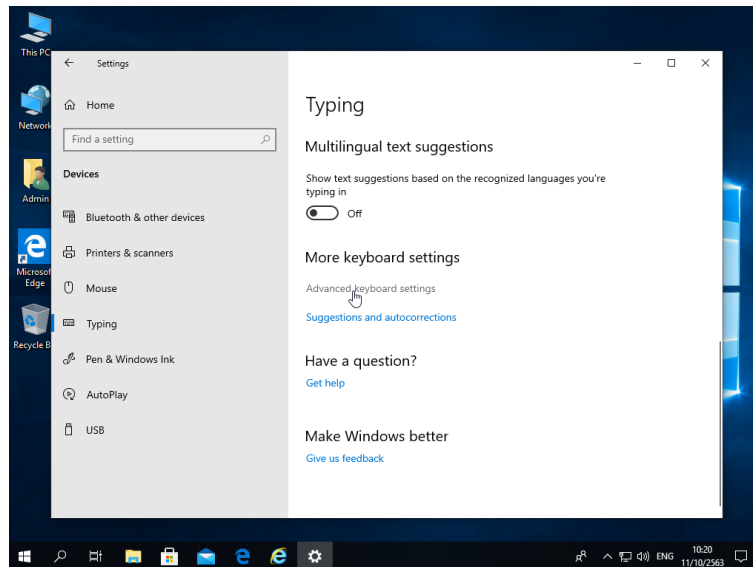 This PC
Network
Admin
Microsof
Edge
Recycle B
Settings
Home
Find a setting
Devices
Bluetooth & other devices
Printers & scanners
Mouse
Typing
Pen & Windows Ink
AutoPlay
USB
Typing
Multilingual text suggestions
Show text suggestions based on the recognized languages you're
typing in
Off
More keyboard settings
Advanced keyboard settings
Suggestions and autocorrections
Have a question?
Get help
Make Windows better
Give us feedback
ENG
10:20
11/10/2563